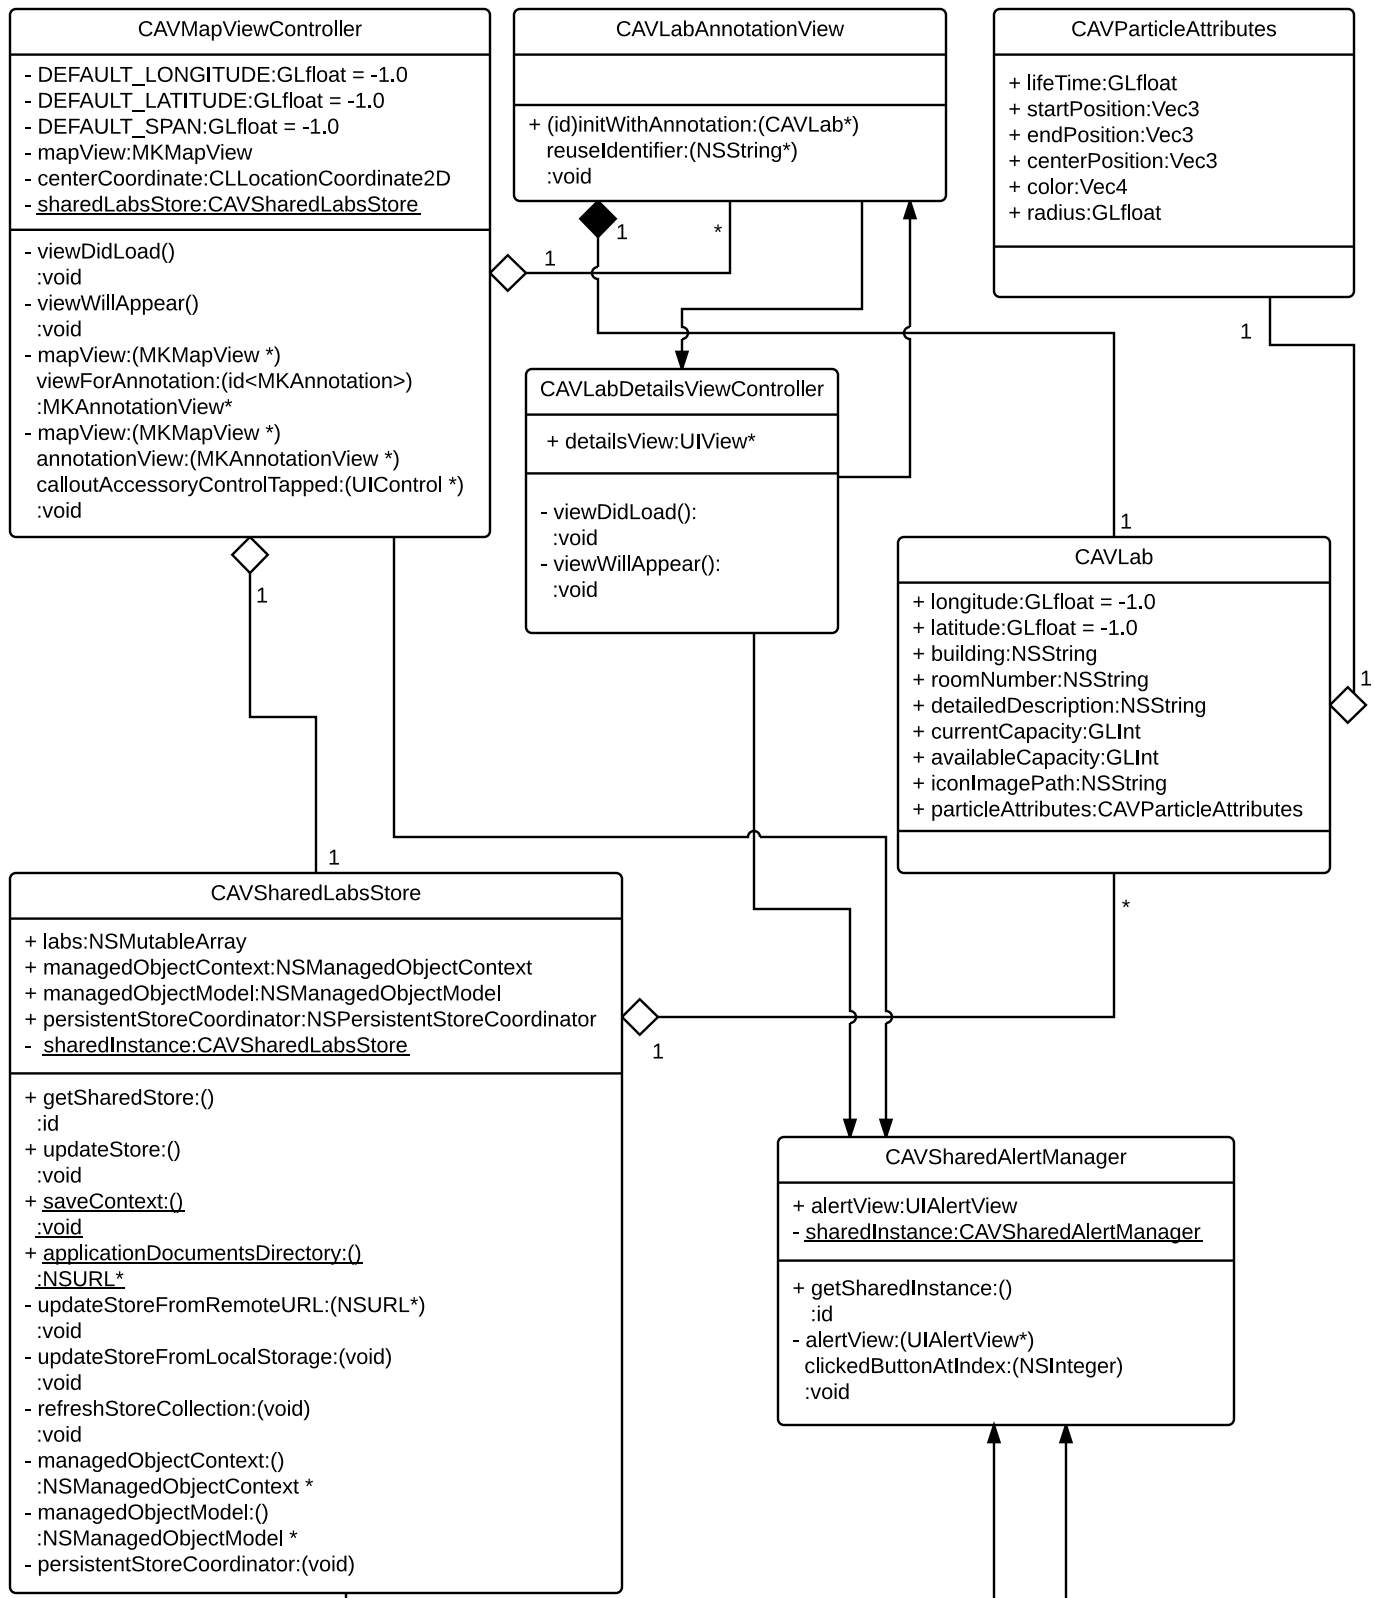 CAVMapViewController
- DEFAULT_LONGITUDE:GLfloat = -1.0
- DEFAULT_LATITUDE:GLfloat = -1.0
- DEFAULT_SPAN:GLfloat = -1.0
- mapView:MKMapView
- centerCoordinate:CLLocationCoordinate2D
- sharedLabsStore:CAVSharedLabsStore
- viewDidLoad()
:void
- viewWillAppear()
:void
- mapView:(MKMapView *)
viewForAnnotation:(id<MKAnnotation>)
:MKAnnotationView*
- mapView:(MKMapView *)
annotationView:(MKAnnotationView *)
calloutAccessoryControlTapped:(UIControl *)
:void
CAVLabAnnotationView
+ (id)initWithAnnotation:(CAVLab*)
reuseIdentifier:(NSString*)
:void
CAVParticleAttributes
+ lifeTime:GLfloat
+ startPosition:Vec3
+ endPosition:Vec3
+ centerPosition:Vec3
+ color:Vec4
+ radius:GLfloat
1
*
1
1
CAVLabDetailsViewController
+ detailsView:UIView*
- viewDidLoad():
:void
- viewWillAppear():
:void
1
CAVLab
+ longitude:GLfloat = -1.0
+ latitude:GLfloat = -1.0
+ building:NSString
+ roomNumber:NSString
+ detailedDescription:NSString
+ currentCapacity:GLInt
+ availableCapacity:GLInt
+ iconImagePath:NSString
+ particleAttributes:CAVParticleAttributes
1
1
1
*
CAVSharedLabsStore
+ labs:NSMutableArray
+ managedObjectContext:NSManagedObjectContext
+ managedObjectModel:NSManagedObjectModel
+ persistentStoreCoordinator:NSPersistentStoreCoordinator
- sharedInstance:CAVSharedLabsStore
+ getSharedStore:()
:id
+ updateStore:()
:void
+ saveContext:()
:void
+ applicationDocumentsDirectory:()
:NSURL*
- updateStoreFromRemoteURL:(NSURL*)
:void
- updateStoreFromLocalStorage:(void)
:void
- refreshStoreCollection:(void)
:void
- managedObjectContext:()
:NSManagedObjectContext *
- managedObjectModel:()
:NSManagedObjectModel *
- persistentStoreCoordinator:(void)
1
CAVSharedAlertManager
+ alertView:UIAlertView
- sharedInstance:CAVSharedAlertManager
+ getSharedInstance:()
:id
- alertView:(UIAlertView*)
clickedButtonAtIndex:(NSInteger)
:void